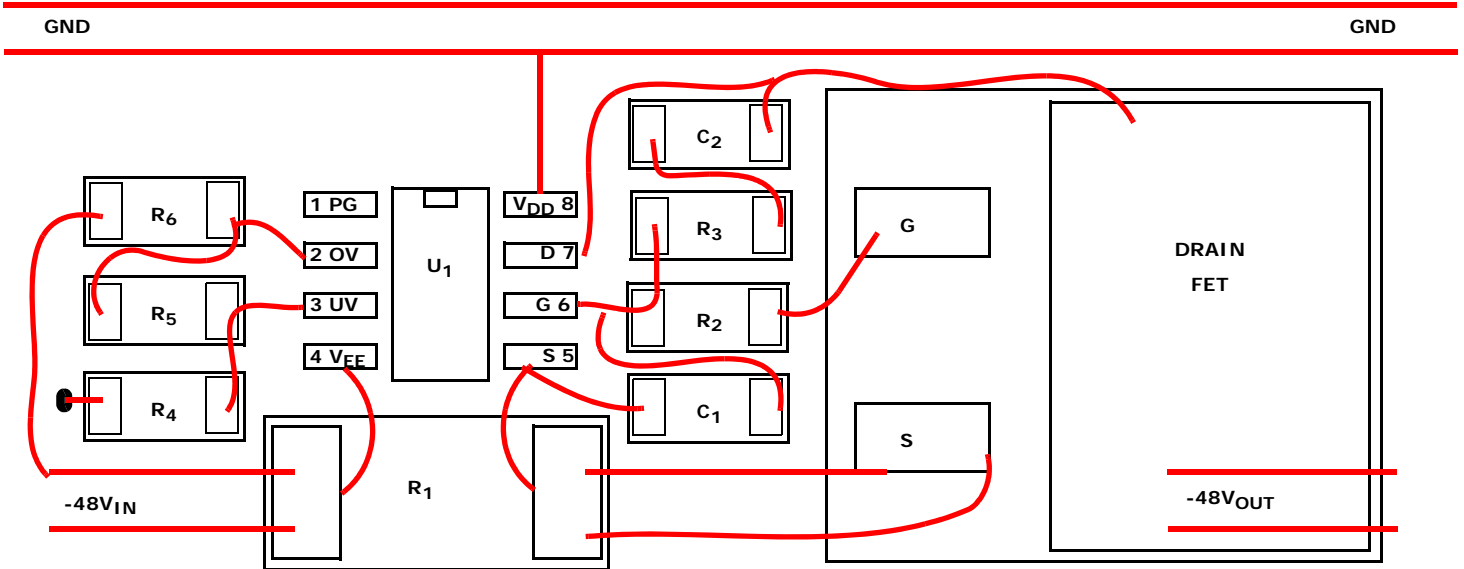 GND GND
C2
R6
1 PG
VDD 8
R3
G
2 OV
U1
D 7
DRAIN
FET
R5
3 UV
G 6
R2
4 VEE
S 5
R4
C1
S
R1
-48VIN
-48VOUT